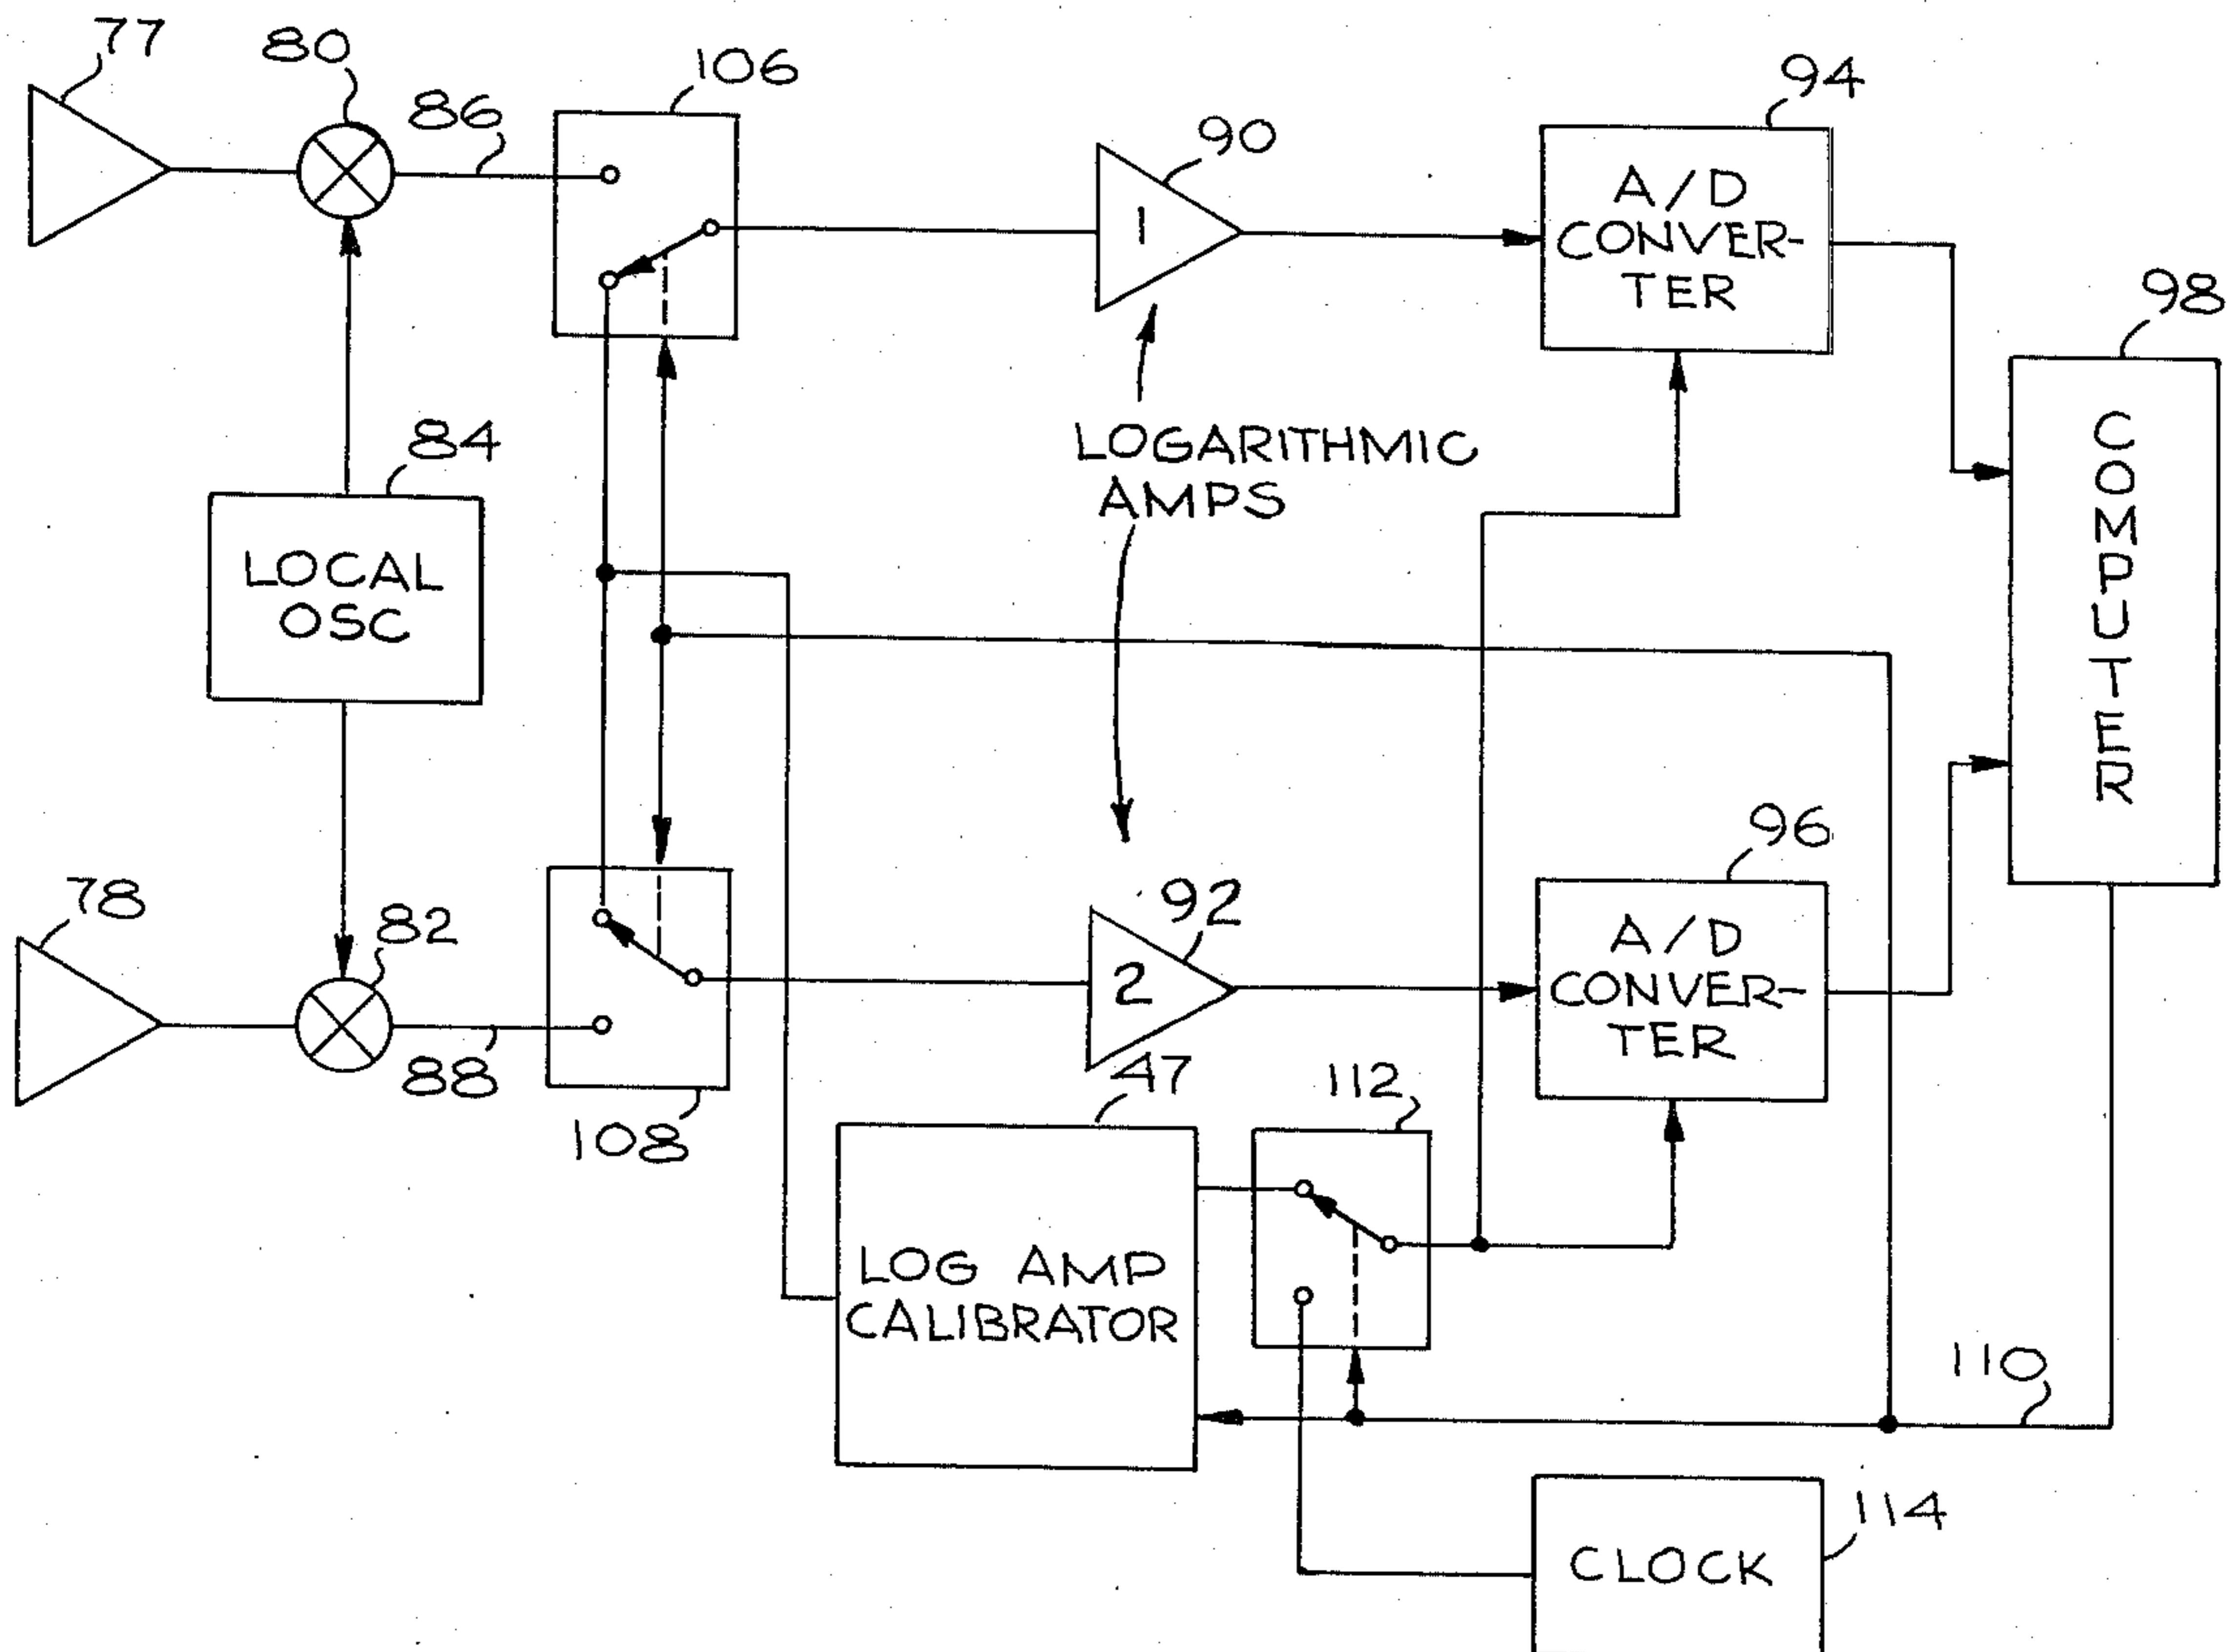 77
80
86
106
90
94
1
A/D
CONVER-
TER
98
84
LOGARITHMIC
AMPS
COMPUTER
LOCAL
OSC
78
82
88
108
92
2
96
A/D
CONVER-
TER
47
112
LOG AMP
CALIBRATOR
110
114
CLOCK